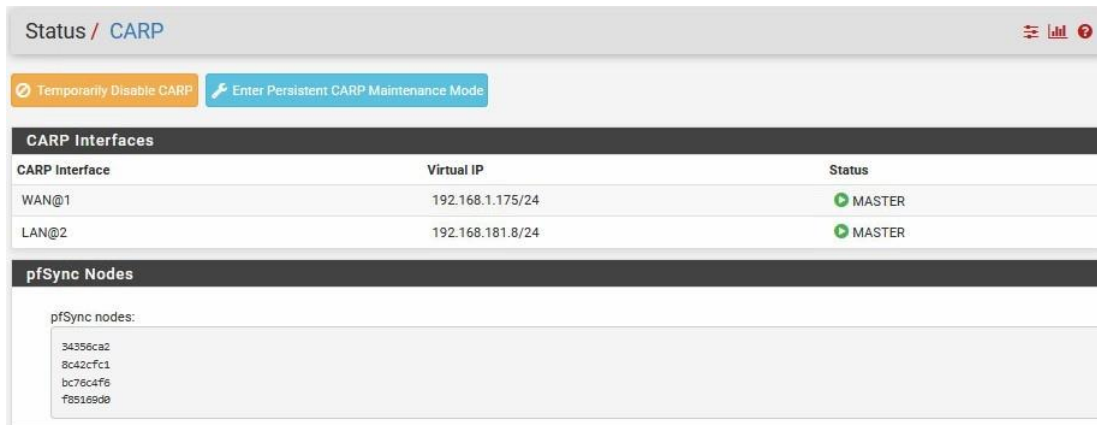 Status / CARP
Temporarily Disable CARP Enter Persistent CARP Maintenance Mode
CARP Interfaces
CARP Interface Virtual IP Status
WAN@1 192.168.1.175/24 MASTER
LAN@2 192.168.181.8/24 MASTER
pfSync Nodes
pfSync nodes:
34356ca2
8c42cfc1
bc76c4f6
f85169d0